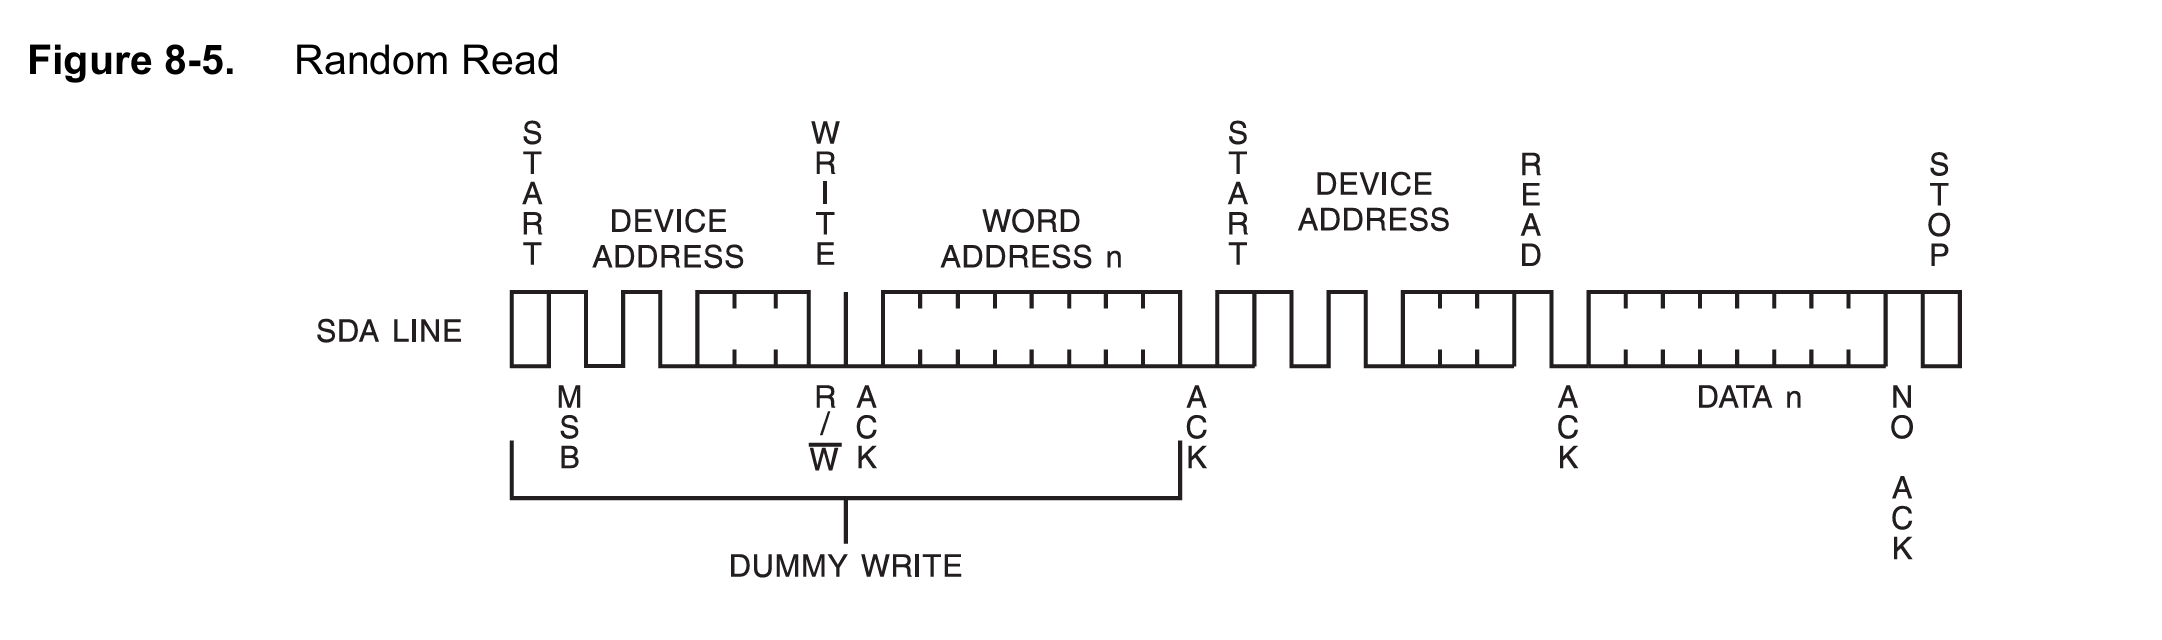 Figure 8-5. Random Read
START
WRITE
START
READ
STOP
DEVICE
ADDRESS
WORD
ADDRESS n
DEVICE
ADDRESS
SDA LINE
MSB
R/W̅
ACK
ACK
ACK
DATA n
NO ACK
DUMMY WRITE